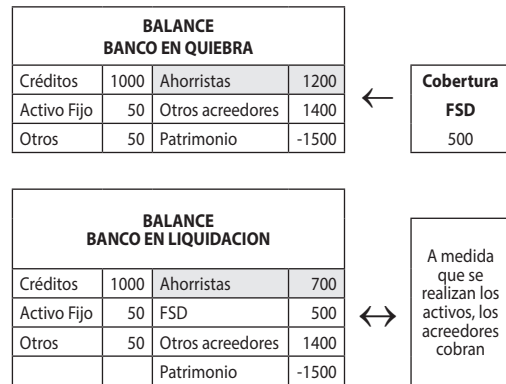 BALANCE
BANCO EN QUIEBRA
Créditos 1000 Ahorristas 1200
Activo Fijo 50 Otros acreedores 1400
Otros 50 Patrimonio -1500
Cobertura
FSD
500
BALANCE
BANCO EN LIQUIDACION
Créditos 1000 Ahorristas 700
Activo Fijo 50 FSD 500
Otros 50 Otros acreedores 1400
Patrimonio -1500
A medida
que se
realizan los
activos, los
acreedores
cobran